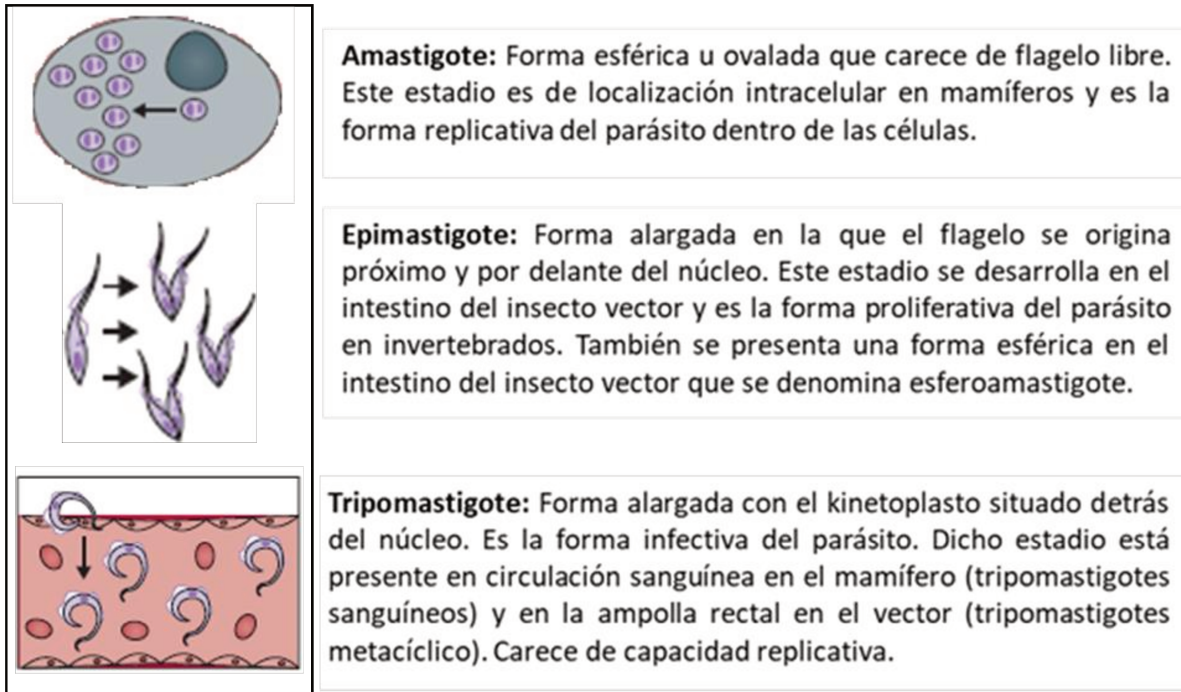 Amastigote: Forma esférica u ovalada que carece de flagelo libre.
Este estadio es de localización intracelular en mamíferos y es la
forma replicativa del parásito dentro de las células.
Epimastigote: Forma alargada en la que el flagelo se origina
próximo y por delante del núcleo. Este estadio se desarrolla en el
intestino del insecto vector y es la forma proliferativa del parásito
en invertebrados. También se presenta una forma esférica en el
intestino del insecto vector que se denomina esferoamastigote.
Tripomastigote: Forma alargada con el kinetoplasto situado detrás
del núcleo. Es la forma infectiva del parásito. Dicho estadio está
presente en circulación sanguínea en el mamífero (tripomastigotes
sanguíneos) y en la ampolla rectal en el vector (tripomastigotes
metacíclico). Carece de capacidad replicativa.